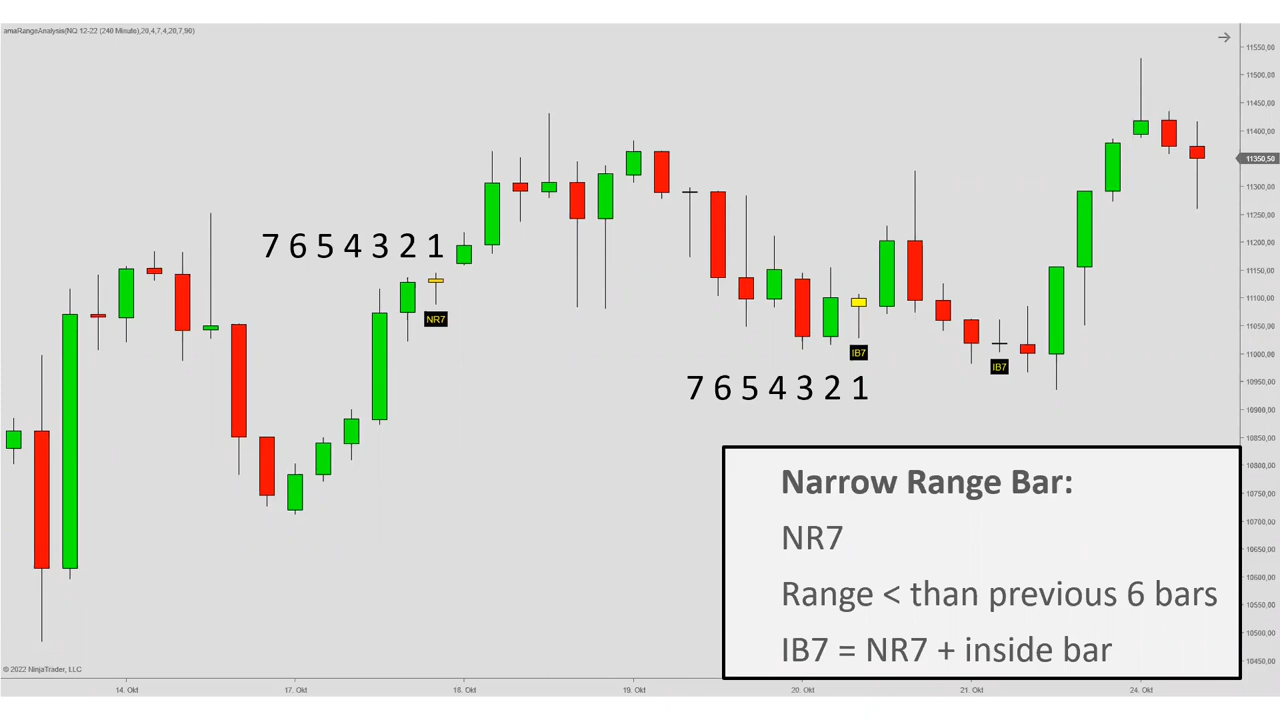 amaRangeAnalysis(NQ 12-22 (240 Minute),20,4,7,4,20,7,90)
11550,00
11500,00
11450,00
11400,00
11350,50
11300,00
11250,00
11200,00
11150,00
11100,00
11050,00
11000,00
10950,00
10900,00
10850,00
10800,00
10750,00
10700,00
10650,00
10600,00
10550,00
10500,00
10450,00
7 6 5 4 3 2 1
NR7
IB7
IB7
7 6 5 4 3 2 1
Narrow Range Bar:
NR7
Range < than previous 6 bars
IB7 = NR7 + inside bar
© 2022 NinjaTrader, LLC
14. Okt
17. Okt
18. Okt
19. Okt
20. Okt
21. Okt
24. Okt